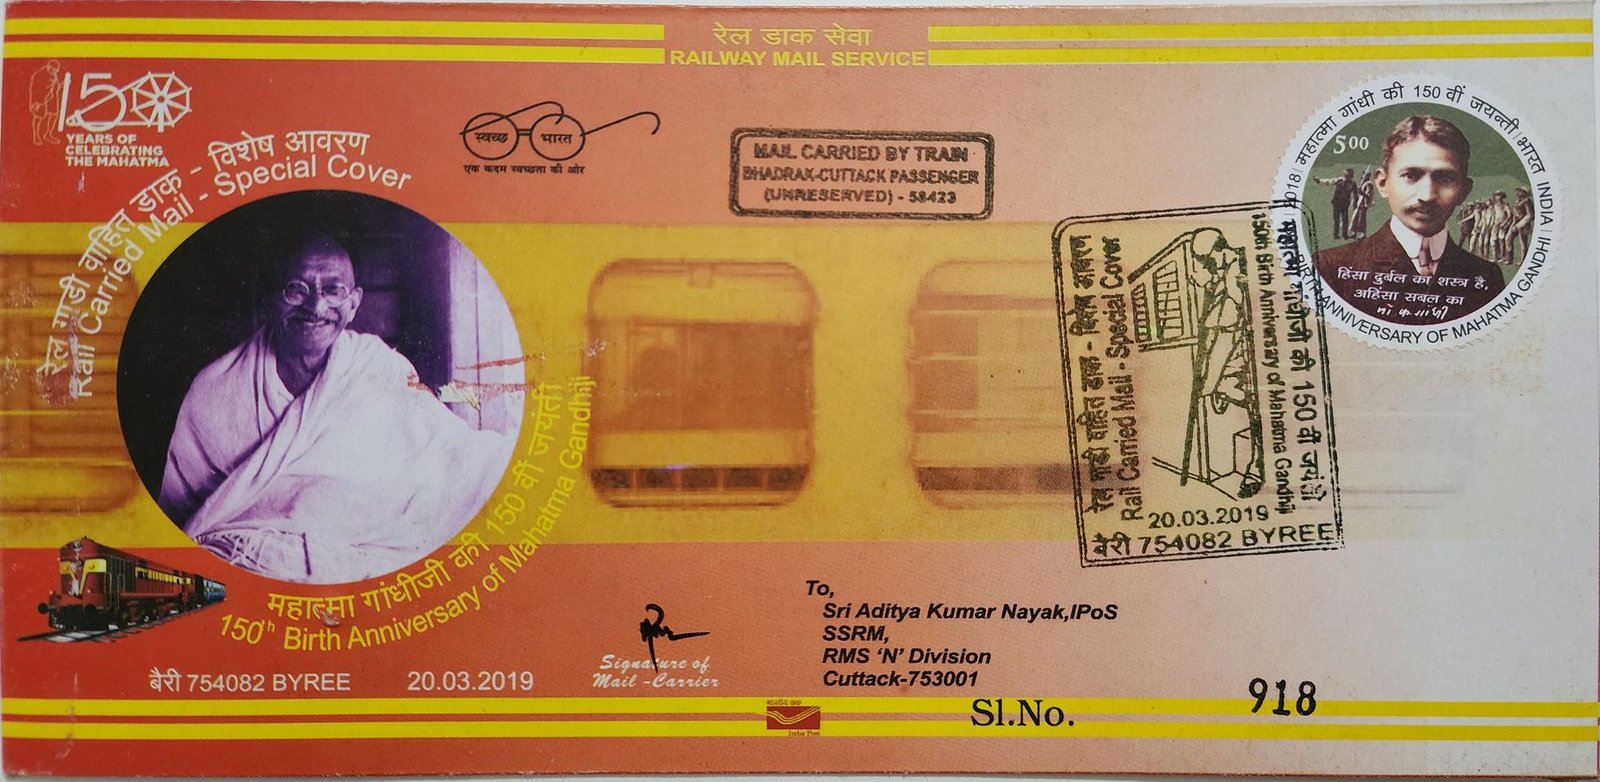 रेल डाक सेवा
RAILWAY MAIL SERVICE
150
YEARS OF
CELEBRATING
THE MAHATMA
रेल गाड़ी वाहित डाक - विशेष आवरण
Rail Carried Mail - Special Cover
स्वच्छ भारत
एक कदम स्वच्छता की ओर
MAIL CARRIED BY TRAIN
BHADRAK-CUTTACK PASSENGER
(UNRESERVED) - 58423
महात्मा गांधी की 150 वीं जयन्ती
भारत INDIA
2018
BIRTH ANNIVERSARY OF MAHATMA GANDHI
500
हिंसा दुर्बल का शस्त्र है,
अहिंसा सबल का
मो क गांधी
रेल गाडी वाहित डाक - विशेष आवरण
Rail Carried Mail - Special Cover
150th Birth Anniversary of Mahatma Gandhiji
महात्मा गांधीजी की 150 वीं जयंती
20.03.2019
बैरी 754082 BYREE
महात्मा गांधीजी की 150 वीं जयंती
150th Birth Anniversary of Mahatma Gandhiji
बैरी 754082 BYREE 20.03.2019
Signature of
Mail -Carrier
To,
Sri Aditya Kumar Nayak,IPoS
SSRM,
RMS ‘N’ Division
Cuttack-753001
Sl.No. 918
भारतीय डाक
India Post